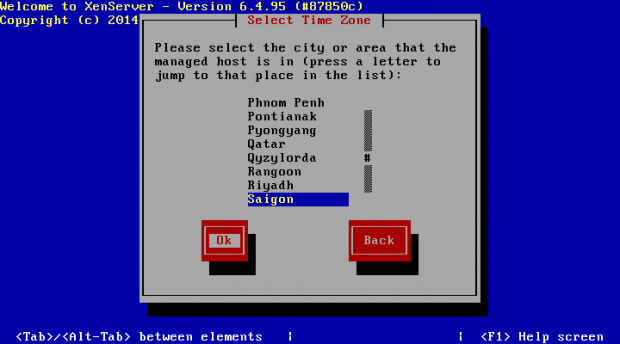 Welcome to XenServer - Version 6.4.95 (#87850c)
Copyright (c) 2014
Select Time Zone
Please select the city or area that the
managed host is in (press a letter to
jump to that place in the list):
Phnom Penh
Pontianak
Pyongyang
Qatar
Qyzylorda #
Rangoon
Riyadh
Saigon
Ok Back
<Tab>/<Alt-Tab> between elements | | <F1> Help screen